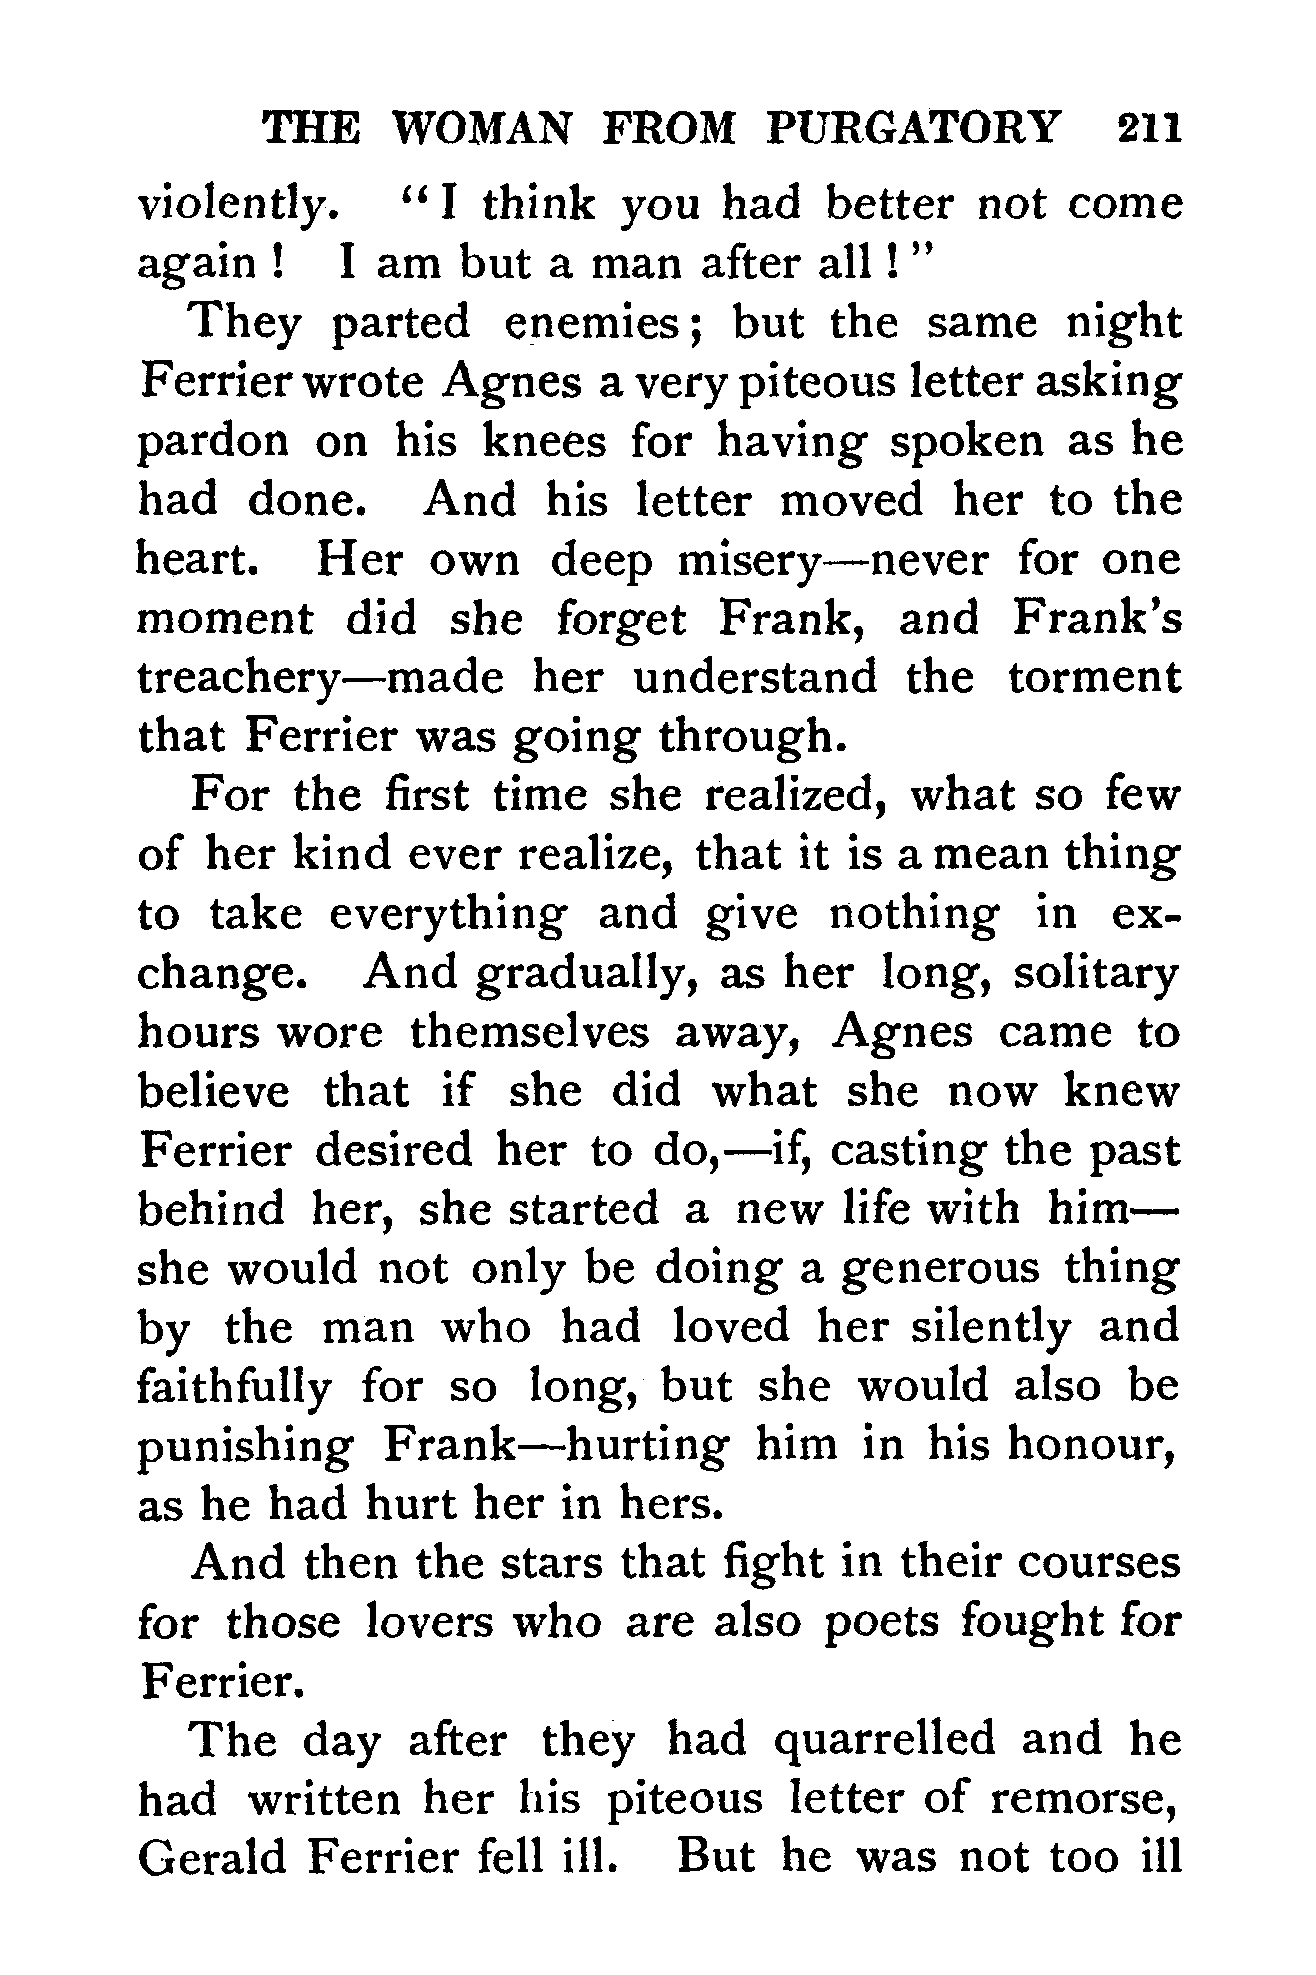 THE WOMAN FROM PURGATORY 211
violently. “I think you had better not come
again! I am but a man after all!”
They parted enemies; but the same night
Ferrier wrote Agnes a very piteous letter asking
pardon on his knees for having spoken as he
had done. And his letter moved her to the
heart. Her own deep misery—never for one
moment did she forget Frank, and Frank’s
treachery—made her understand the torment
that Ferrier was going through.
For the first time she realized, what so few
of her kind ever realize, that it is a mean thing
to take everything and give nothing in ex-
change. And gradually, as her long, solitary
hours wore themselves away, Agnes came to
believe that if she did what she now knew
Ferrier desired her to do,—if, casting the past
behind her, she started a new life with him—
she would not only be doing a generous thing
by the man who had loved her silently and
faithfully for so long, but she would also be
punishing Frank—hurting him in his honour,
as he had hurt her in hers.
And then the stars that fight in their courses
for those lovers who are also poets fought for
Ferrier.
The day after they had quarrelled and he
had written her his piteous letter of remorse,
Gerald Ferrier fell ill. But he was not too ill